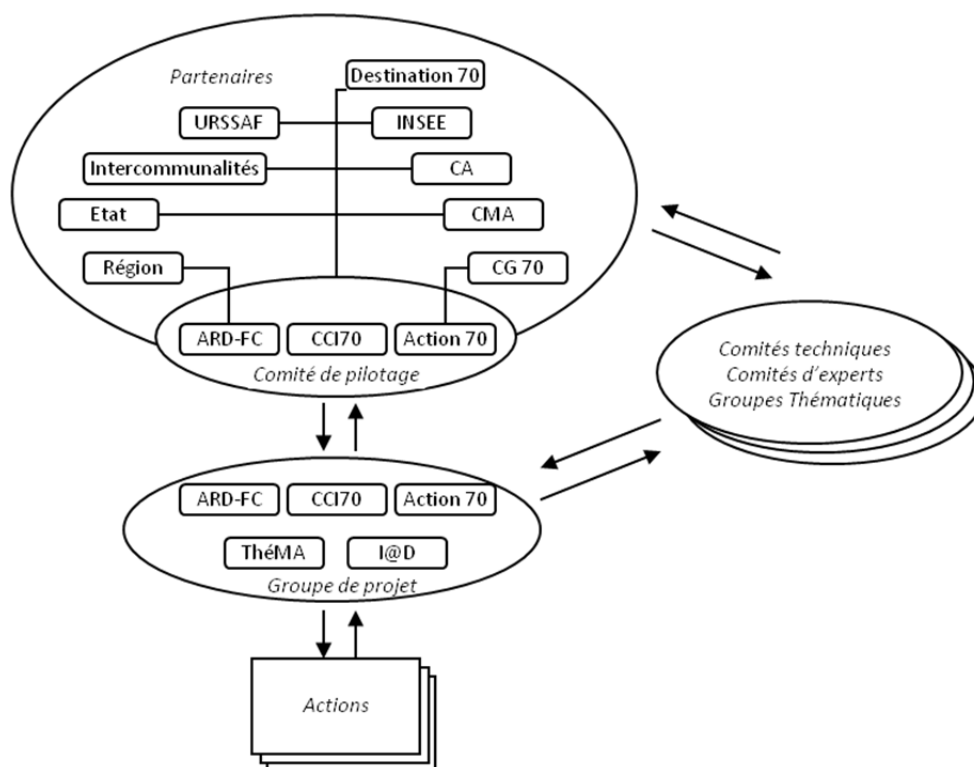 Partenaires
Destination 70
URSSAF
INSEE
Intercommunalités
CA
Etat
CMA
Région
CG 70
ARD-FC
CCI70
Action 70
Comité de pilotage
Comités techniques
Comités d'experts
Groupes Thématiques
ARD-FC
CCI70
Action 70
ThéMA
I@D
Groupe de projet
Actions